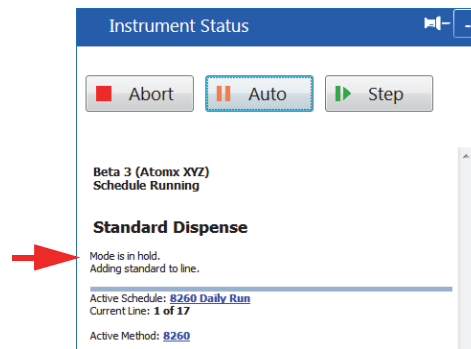 Instrument Status
Abort
Auto
Step
Beta 3 (Atomx XYZ)
Schedule Running
Standard Dispense
Mode is in hold.
Adding standard to line.
Active Schedule: 8260 Daily Run
Current Line: 1 of 17
Active Method: 8260